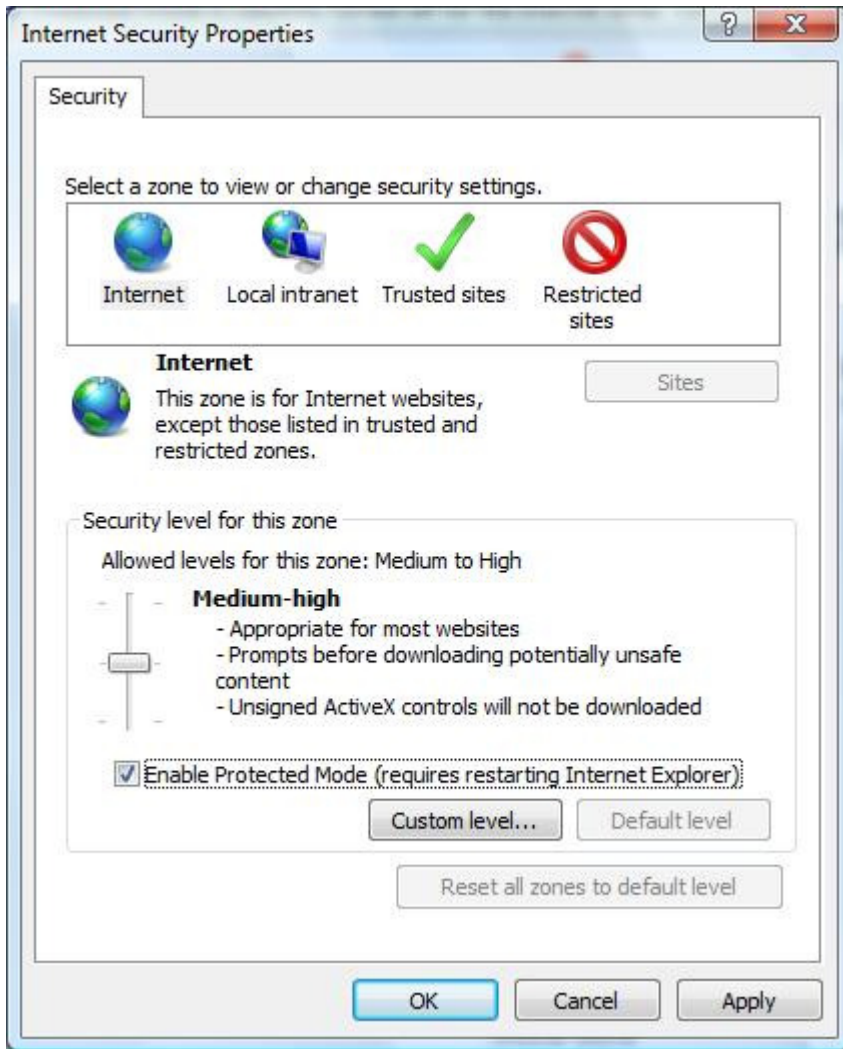 Internet Security Properties
Security
Select a zone to view or change security settings.
Internet
Local intranet
Trusted sites
Restricted
sites
Internet
Sites
This zone is for Internet websites,
except those listed in trusted and
restricted zones.
Security level for this zone
Allowed levels for this zone: Medium to High
Medium-high
- Appropriate for most websites
- Prompts before downloading potentially unsafe
content
- Unsigned ActiveX controls will not be downloaded
Enable Protected Mode (requires restarting Internet Explorer)
Custom level...
Default level
Reset all zones to default level
OK
Cancel
Apply